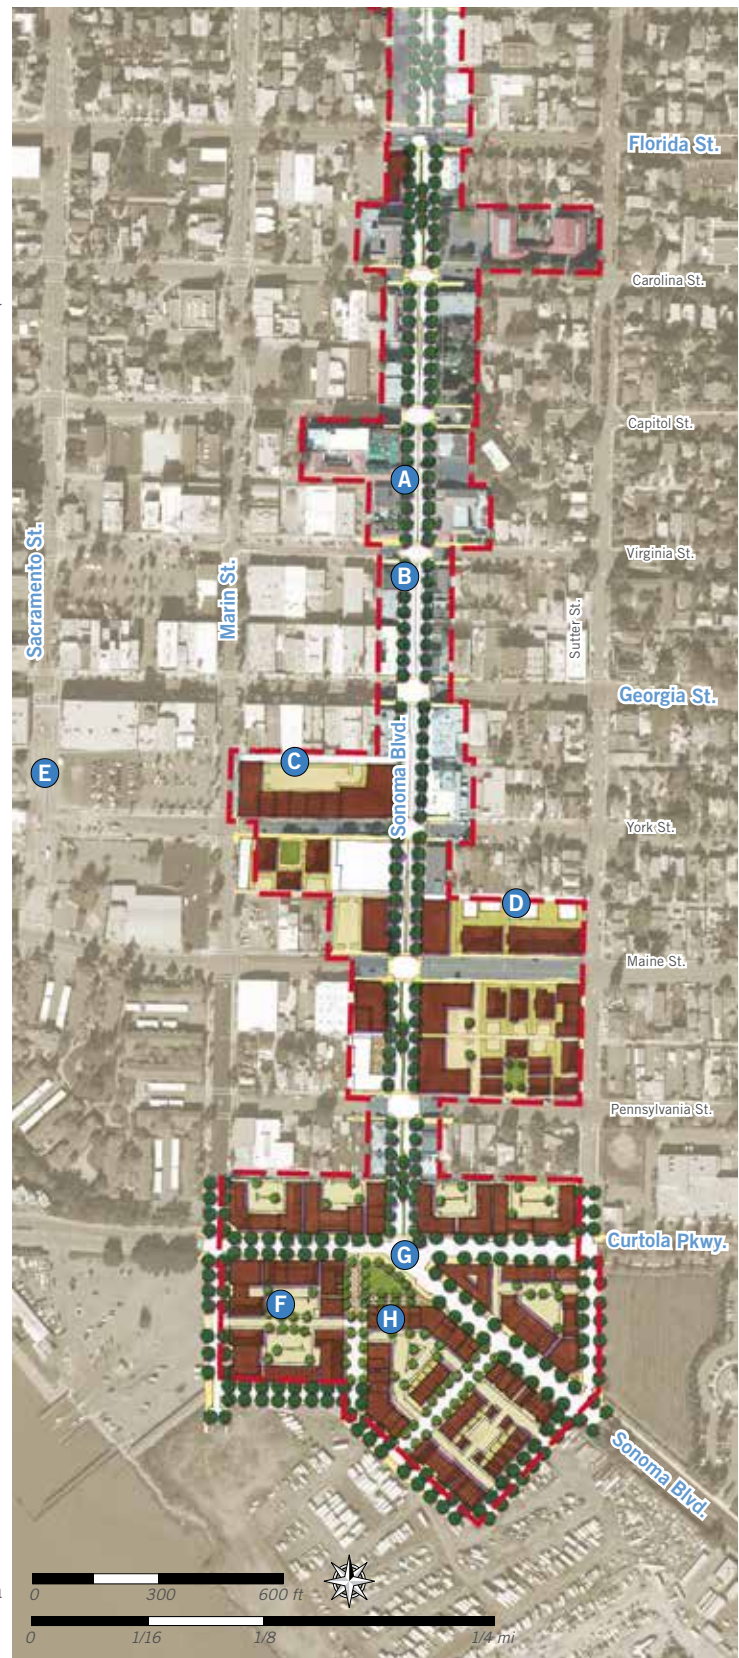 Florida St.
Carolina St.
Capitol St.
A
Virginia St.
B
Sacramento St.
Marin St.
Sutter St.
Georgia St.
Sonoma Blvd.
C
E
York St.
D
Maine St.
Pennsylvania St.
Curtola Pkwy.
G
F
H
Sonoma Blvd.
0 300 600 ft
0 1/16 1/8 1/4 mi